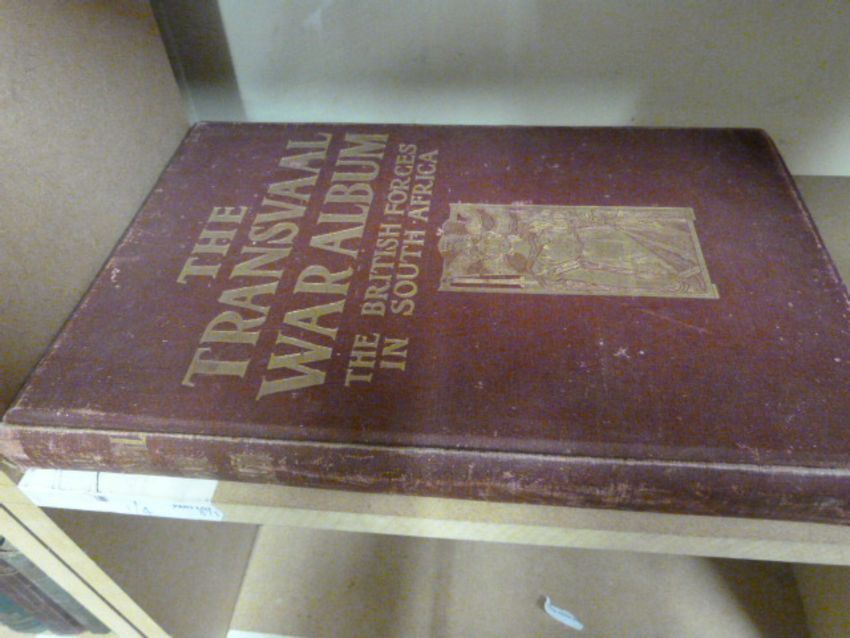 THE
TRANSVAAL
WAR ALBUM
THE BRITISH FORCES
IN SOUTH AFRICA